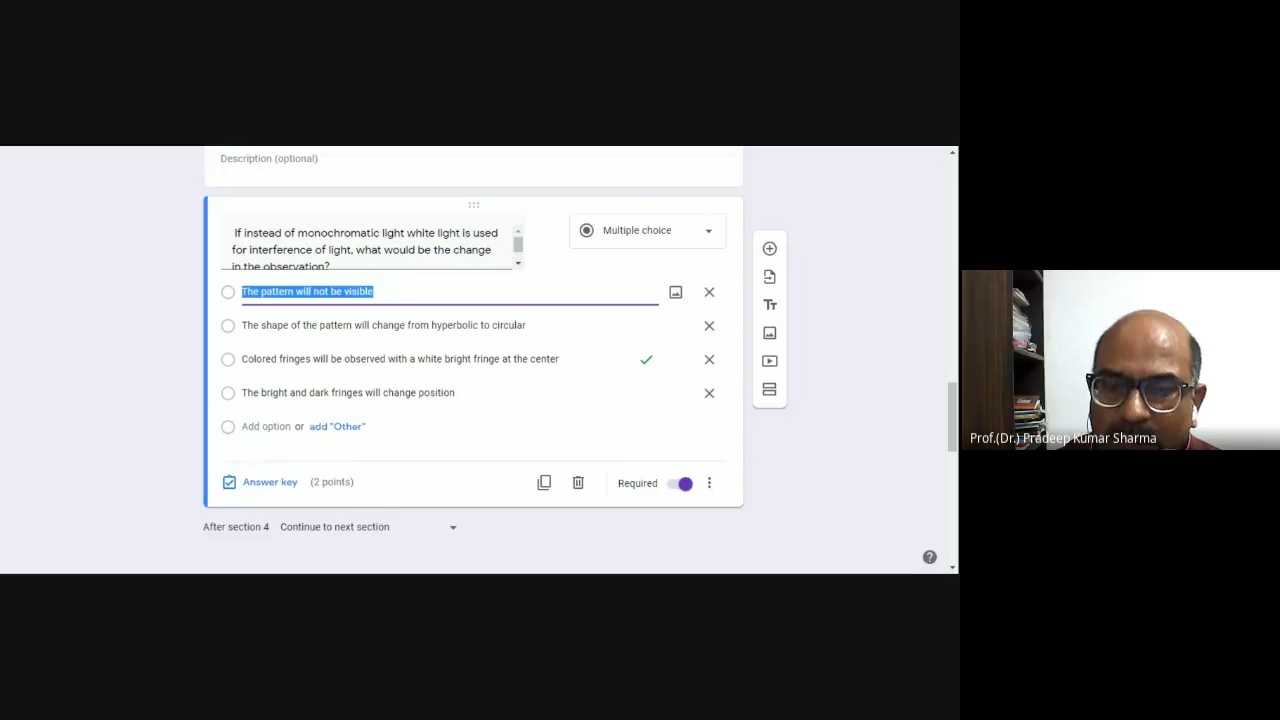 Description (optional)
If instead of monochromatic light white light is used
for interference of light, what would be the change
in the observation?
Multiple choice
The pattern will not be visible
Tт
The shape of the pattern will change from hyperbolic to circular
Colored fringes will be observed with a white bright fringe at the center
The bright and dark fringes will change position
Add option or add "Other"
Answer key (2 points)
Required
After section 4 Continue to next section
Prof.(Dr.) Pradeep Kumar Sharma